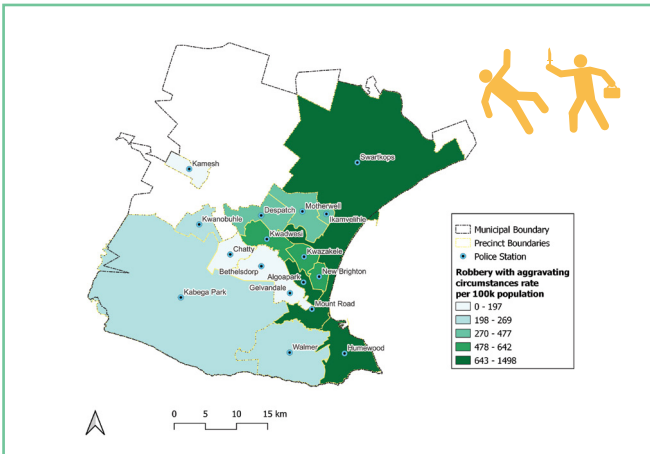 Kamesh
Swartkops
Despatch
Motherwell
Ikamvelihle
Kwanobuhle
Kwadwesi
Chatty
Kwazakele
Bethelsdorp
New Brighton
Algoapark
Gelvandale
Kabega Park
Mount Road
Walmer
Humewood
Municipal Boundary
Precinct Boundaries
Police Station
Robbery with aggravating
circumstances rate
per 100k population
0 - 197
198 - 269
270 - 477
478 - 642
643 - 1498
0 5 10 15 km